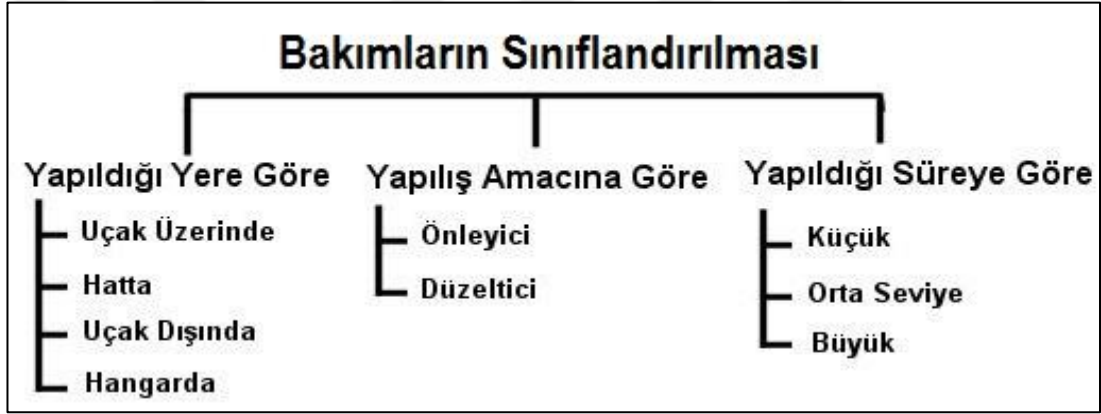 Bakımların Sınıflandırılması
Yapıldığı Yere Göre
Uçak Üzerinde
Hatta
Uçak Dışında
Hangarda
Yapılış Amacına Göre
Önleyici
Düzeltici
Yapıldığı Süreye Göre
Küçük
Orta Seviye
Büyük